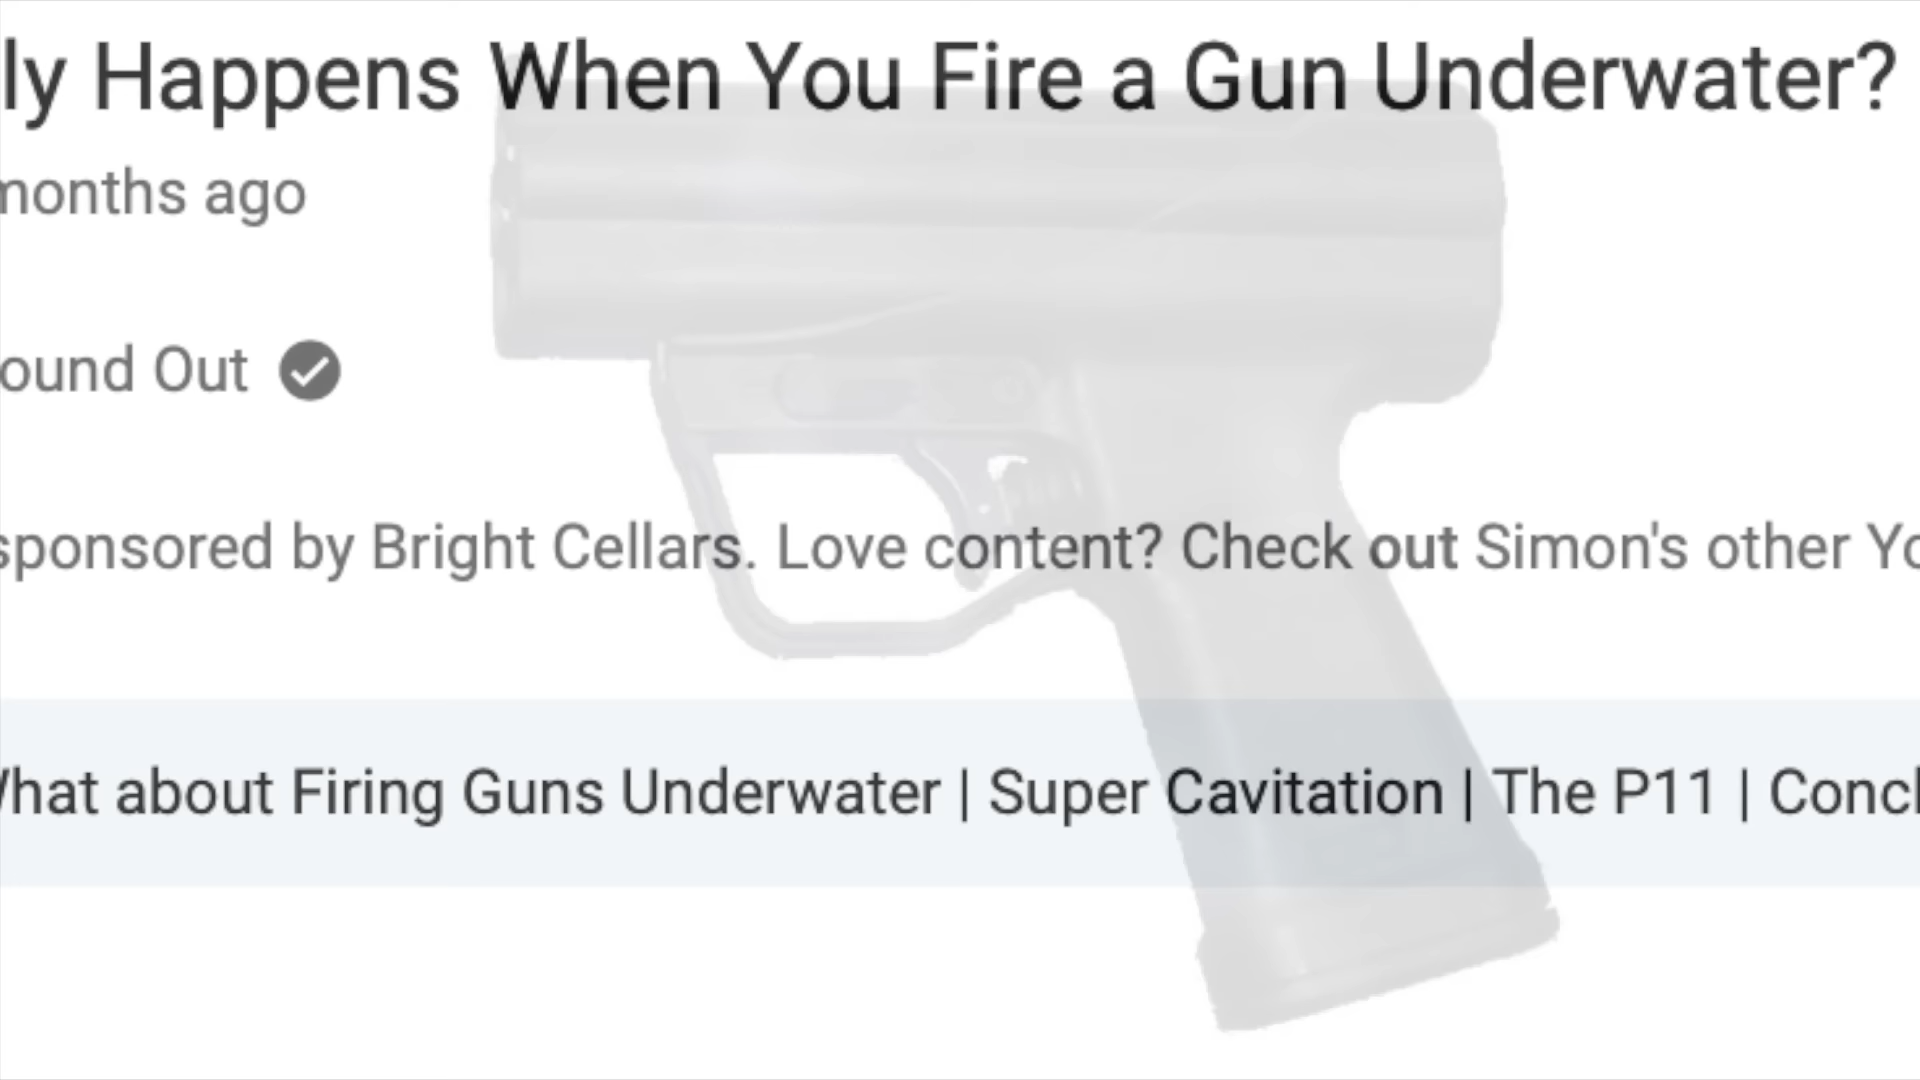 ly Happens When You Fire a Gun Underwater?
months ago
ound Out
sponsored by Bright Cellars. Love content? Check out Simon's other Yo
What about Firing Guns Underwater | Super Cavitation | The P11 | Concl